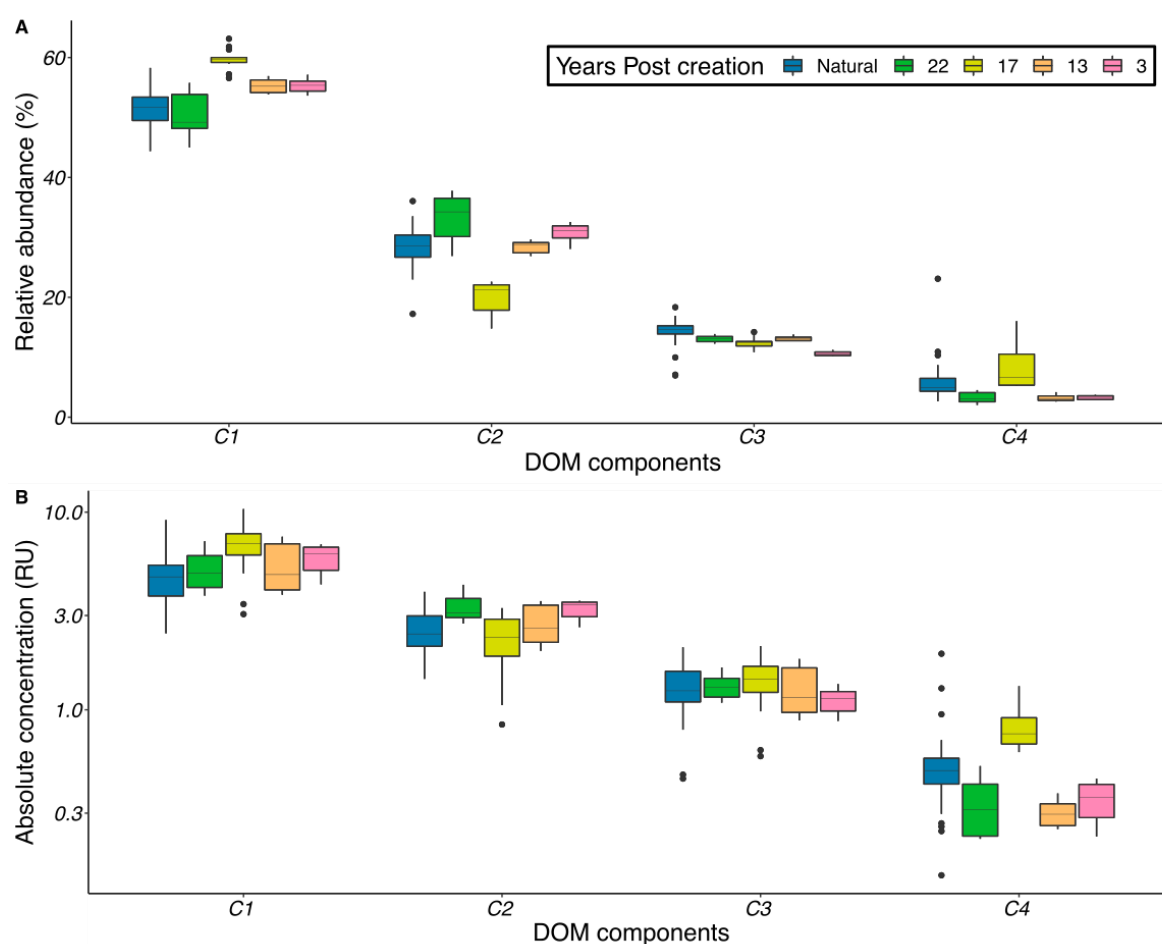 A
Relative abundance (%)
60
40
20
0
Years Post creation Natural 22 17 13 3
C1 C2 C3 C4
DOM components
B
Absolute concentration (RU)
10.0
3.0
1.0
0.3
C1 C2 C3 C4
DOM components